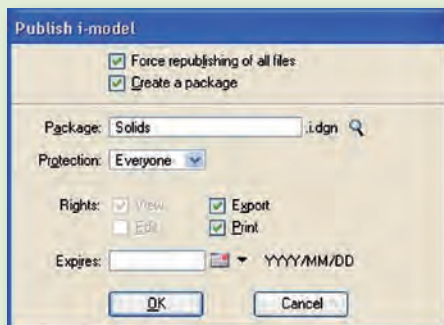 Publish i-model
Force republishing of all files
Create a package
Package: Solids .i.dgn
Protection: Everyone
Rights: View Export
Edit Print
Expires: YYYY/MM/DD
OK Cancel